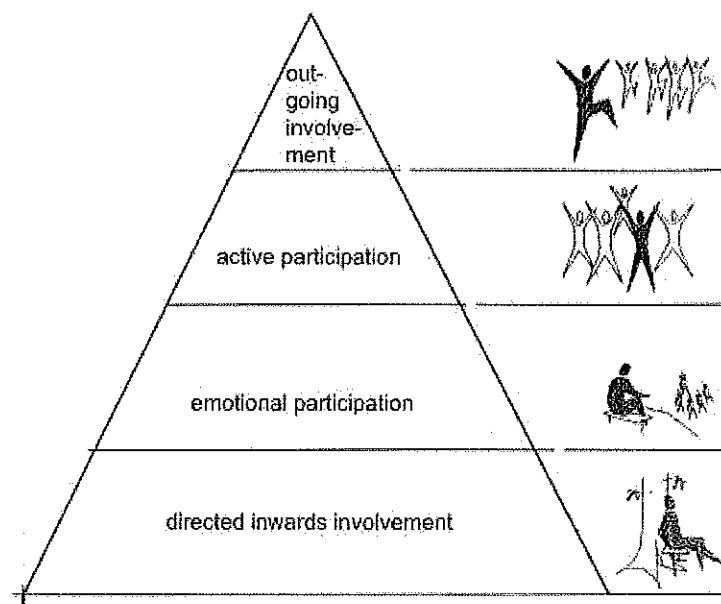 out-
going
involve-
ment
active participation
emotional participation
directed inwards involvement